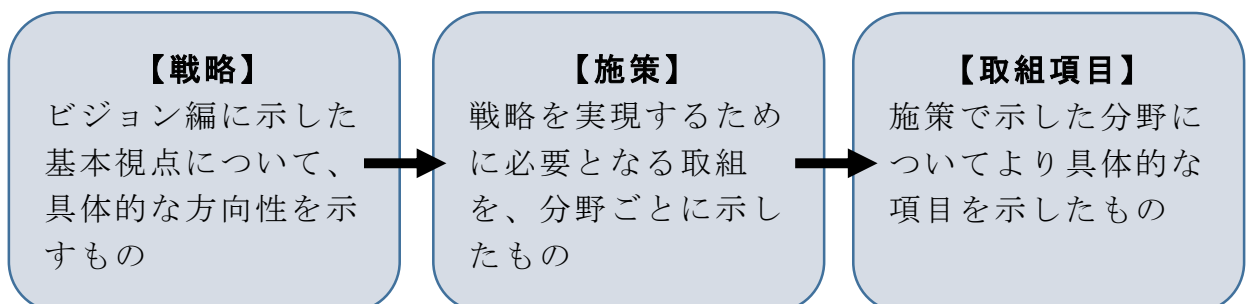 【戦略】
ビジョン編に示した
基本視点について、
具体的な方向性を示
すもの
【施策】
戦略を実現するため
に必要となる取組
を、分野ごとに示し
たもの
【取組項目】
施策で示した分野に
ついてより具体的な
項目を示したもの